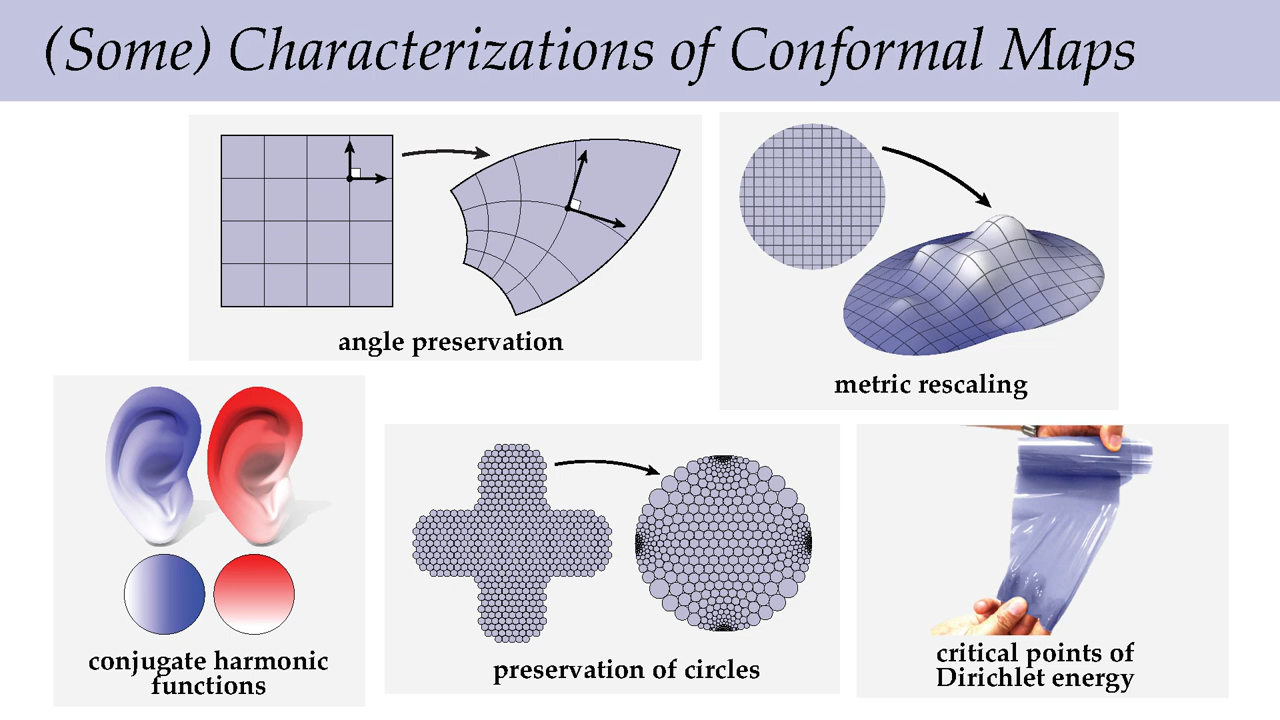 (Some) Characterizations of Conformal Maps
angle preservation
metric rescaling
conjugate harmonic
functions
preservation of circles
critical points of
Dirichlet energy